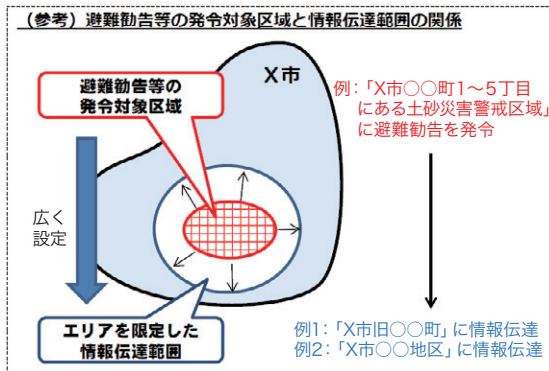 (参考)避難勧告等の発令対象区域と情報伝達範囲の関係
X市
避難勧告等の
発令対象区域
例:「X市○○町1～5丁目
にある土砂災害警戒区域」
に避難勧告を発令
広く
設定
エリアを限定した
情報伝達範囲
例1:「X市旧○○町」に情報伝達
例2:「X市○○地区」に情報伝達